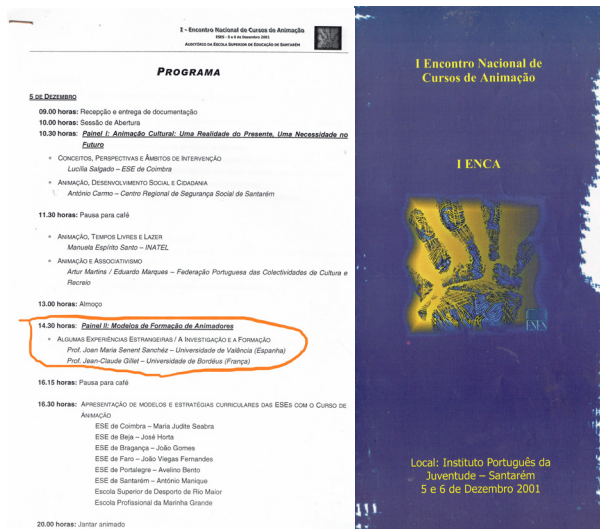 I - Encontro Nacional de Cursos de Animação
ESES - 5 e 6 de Dezembro 2001
AUDITÓRIO DA ESCOLA SUPERIOR DE EDUCAÇÃO DE SANTARÉM
PROGRAMA
5 DE DEZEMBRO
09.00 horas: Recepção e entrega de documentação
10.00 horas: Sessão de Abertura
10.30 horas: Painel I: Animação Cultural: Uma Realidade do Presente, Uma Necessidade no
Futuro
CONCEITOS, PERSPECTIVAS E ÂMBITOS DE INTERVENÇÃO
Lucília Salgado – ESE de Coimbra
ANIMAÇÃO, DESENVOLVIMENTO SOCIAL E CIDADANIA
António Carmo – Centro Regional de Segurança Social de Santarém
11.30 horas: Pausa para café
ANIMAÇÃO, TEMPOS LIVRES E LAZER
Manuela Espírito Santo – INATEL
ANIMAÇÃO E ASSOCIATIVISMO
Artur Martins / Eduardo Marques – Federação Portuguesa das Colectividades de Cultura e
Recreio
13.00 horas: Almoço
14.30 horas: Painel II: Modelos de Formação de Animadores
ALGUMAS EXPERIÊNCIAS ESTRANGEIRAS / A INVESTIGAÇÃO E A FORMAÇÃO
Prof. Joan Maria Senent Sanchéz – Universidade de Valência (Espanha)
Prof. Jean-Claude Gillet – Universidade de Bordéus (França)
16.15 horas: Pausa para café
16.30 horas: APRESENTAÇÃO DE MODELOS E ESTRATÉGIAS CURRICULARES DAS ESES COM O CURSO DE
ANIMAÇÃO
ESE de Coimbra – Maria Judite Seabra
ESE de Beja – José Horta
ESE de Bragança – João Gomes
ESE de Faro – João Viegas Fernandes
ESE de Portalegre – Avelino Bento
ESE de Santarém – António Manique
Escola Superior de Desporto de Rio Maior
Escola Profissional da Marinha Grande
20.00 horas: Jantar animado
I Encontro Nacional de
Cursos de Animação
I ENCA
ESES
Local: Instituto Português da
Juventude – Santarém
5 e 6 de Dezembro 2001